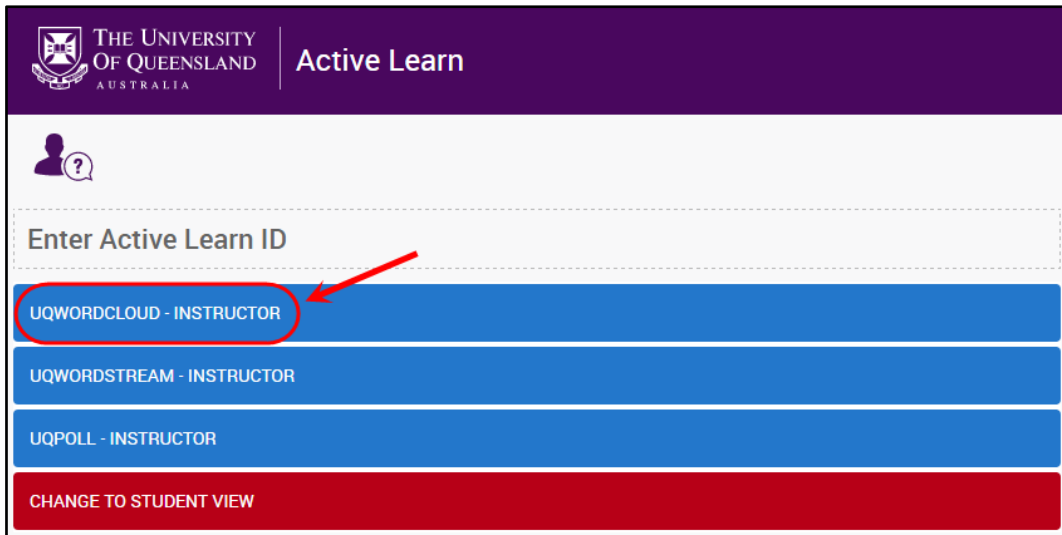 THE UNIVERSITY
OF QUEENSLAND
AUSTRALIA
Active Learn
?
Enter Active Learn ID
UQWORDCLOUD - INSTRUCTOR
UQWORDSTREAM - INSTRUCTOR
UQPOLL - INSTRUCTOR
CHANGE TO STUDENT VIEW